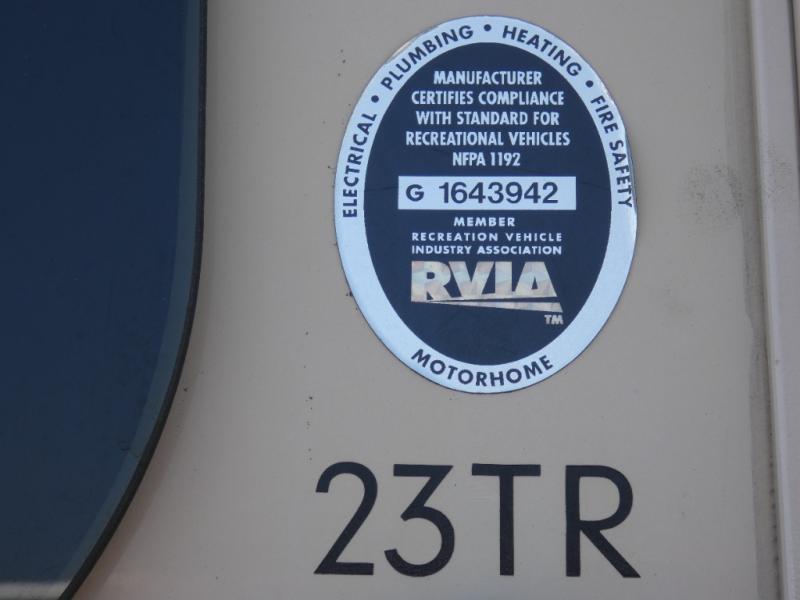 ELECTRICAL • PLUMBING • HEATING • FIRE SAFETY
MANUFACTURER
CERTIFIES COMPLIANCE
WITH STANDARD FOR
RECREATIONAL VEHICLES
NFPA 1192
G 1643942
MEMBER
RECREATION VEHICLE
INDUSTRY ASSOCIATION
RVIA
TM
MOTORHOME
23TR